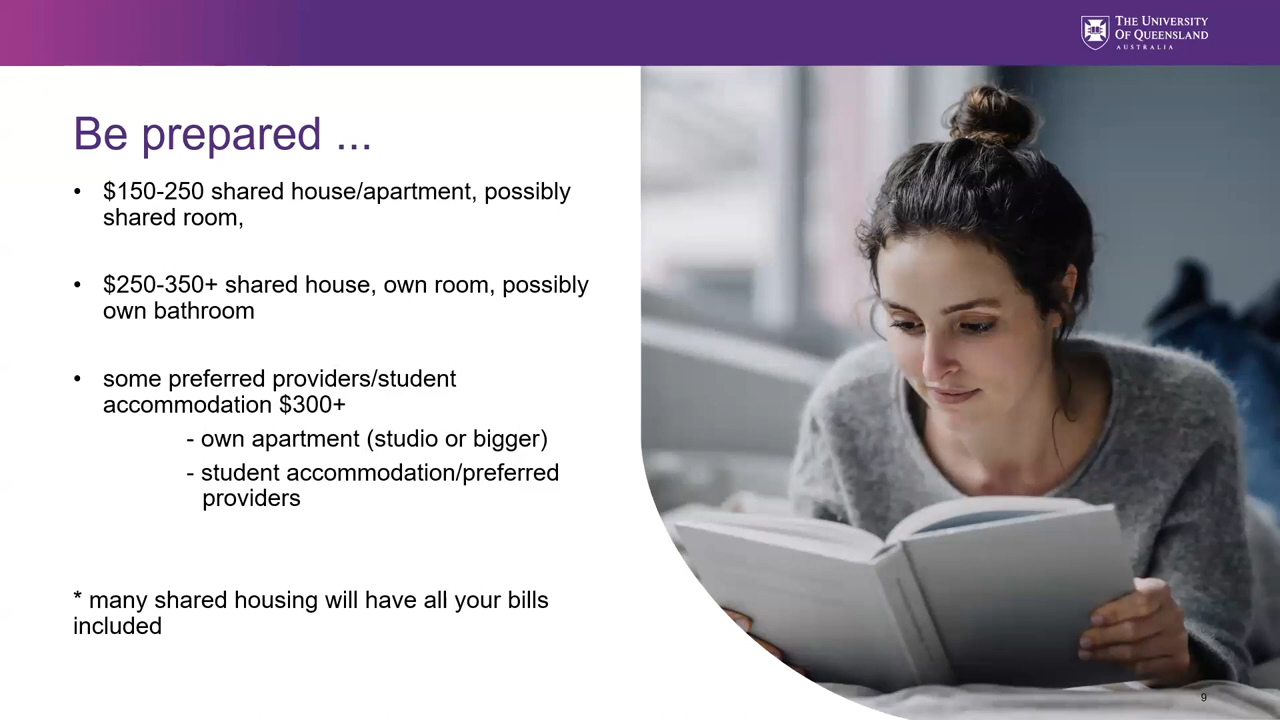 THE UNIVERSITY
OF QUEENSLAND
AUSTRALIA
Be prepared ...
• $150-250 shared house/apartment, possibly
shared room,
• $250-350+ shared house, own room, possibly
own bathroom
• some preferred providers/student
accommodation $300+
- own apartment (studio or bigger)
- student accommodation/preferred
providers
* many shared housing will have all your bills
included
9